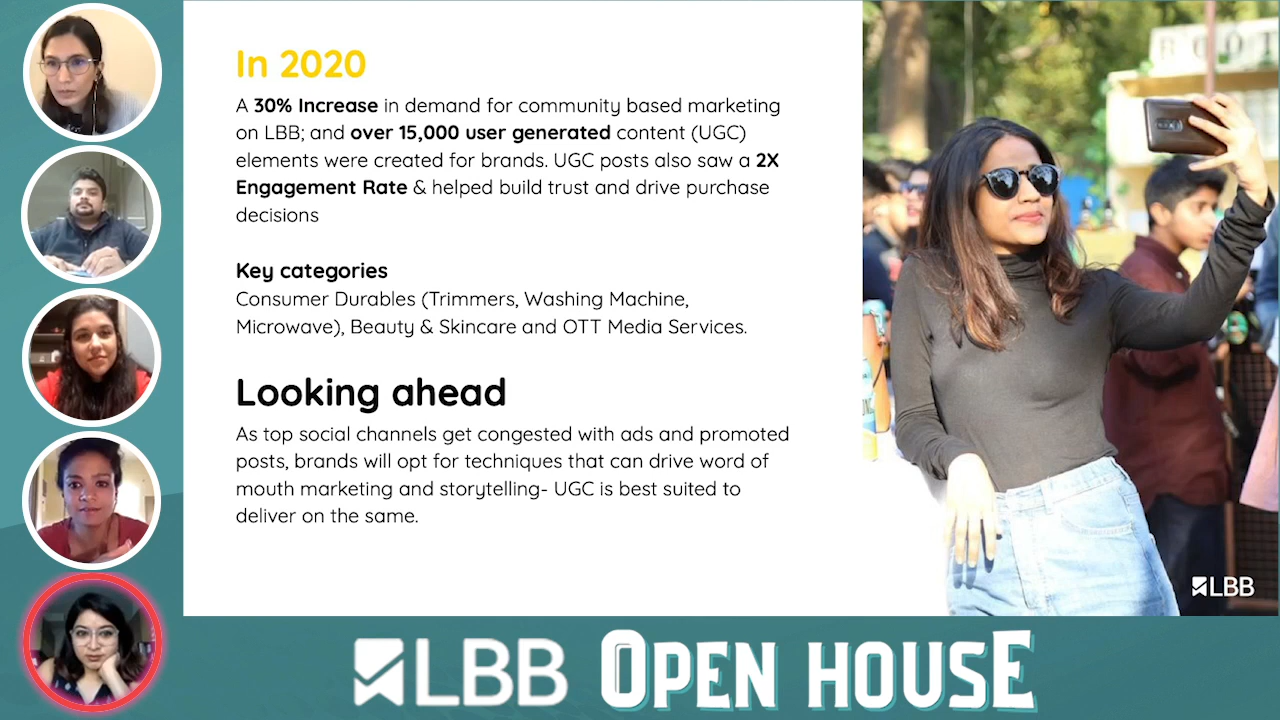 In 2020
A 30% Increase in demand for community based marketing
on LBB; and over 15,000 user generated content (UGC)
elements were created for brands. UGC posts also saw a 2X
Engagement Rate & helped build trust and drive purchase
decisions
Key categories
Consumer Durables (Trimmers, Washing Machine,
Microwave), Beauty & Skincare and OTT Media Services.
Looking ahead
As top social channels get congested with ads and promoted
posts, brands will opt for techniques that can drive word of
mouth marketing and storytelling- UGC is best suited to
deliver on the same.
ROOT
LBB
LBB OPEN HOUSE